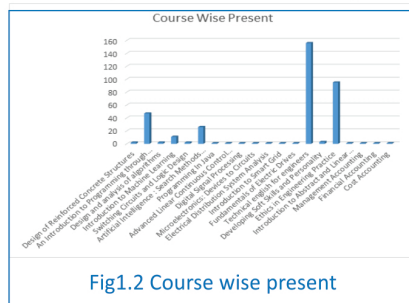 Course Wise Present
160
140
120
100
80
60
40
20
0
Design of Reinforced Concrete Structures
An Introduction to Programming through...
Design and analysis of algorithms
Introduction to Machine Learning
Switching Circuits and Logic Design
Artificial Intelligence : Search Methods...
Programming In Java
Advanced Linear continuous Control...
Digital Signal Processing
Microelectronics: Devices to Circuits
Electrical Distribution System Analysis
Introduction to Smart Grid
Fundamentals of Electric Drives
Technical english for engineers
Developing Soft Skills and Personality
Ethics in Engineering Practice
Introduction to Abstract and Linear...
Management Accounting
Financial Accounting
Cost Accounting
Fig1.2 Course wise present